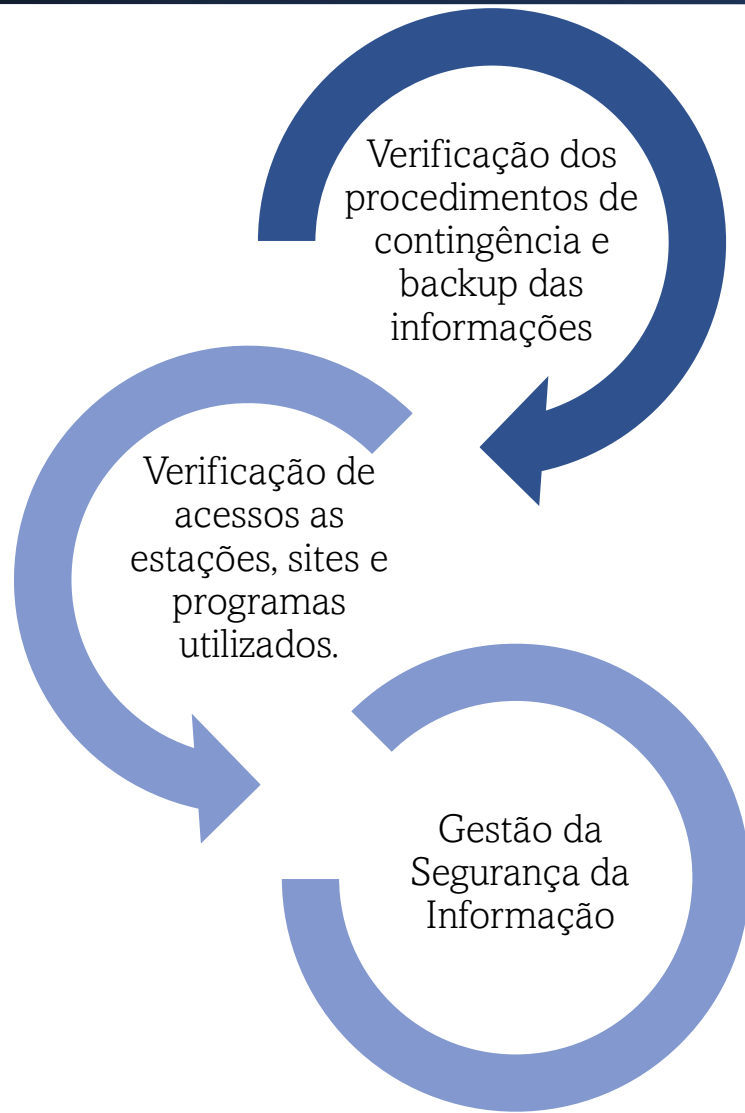 Verificação dos
procedimentos de
contingência e
backup das
informações
Verificação de
acessos as
estações, sites e
programas
utilizados.
Gestão da
Segurança da
Informação